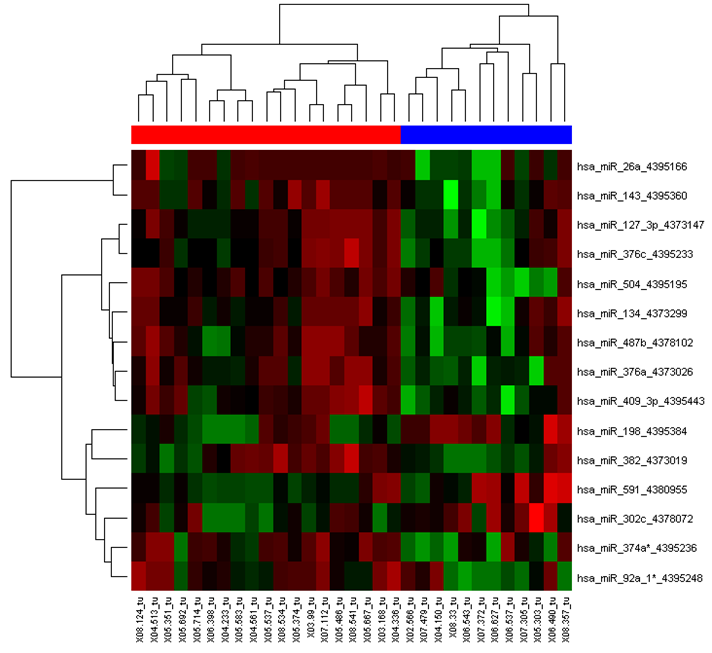 hsa_miR_26a_4395166
hsa_miR_143_4395360
hsa_miR_127_3p_4373147
hsa_miR_376c_4395233
hsa_miR_504_4395195
hsa_miR_134_4373299
hsa_miR_487b_4378102
hsa_miR_376a_4373026
hsa_miR_409_3p_4395443
hsa_miR_198_4395384
hsa_miR_382_4373019
hsa_miR_591_4380955
hsa_miR_302c_4378072
hsa_miR_374a*_4395236
hsa_miR_92a_1*_4395248
X08.124_tu
X04.513_tu
X05.351_tu
X05.692_tu
X05.714_tu
X06.398_tu
X04.233_tu
X05.583_tu
X04.561_tu
X05.537_tu
X08.534_tu
X05.374_tu
X03.99_tu
X07.112_tu
X05.486_tu
X08.541_tu
X05.667_tu
X03.168_tu
X04.336_tu
X02.566_tu
X07.479_tu
X04.150_tu
X08.33_tu
X06.543_tu
X07.372_tu
X06.627_tu
X06.537_tu
X07.305_tu
X05.303_tu
X06.490_tu
X08.357_tu